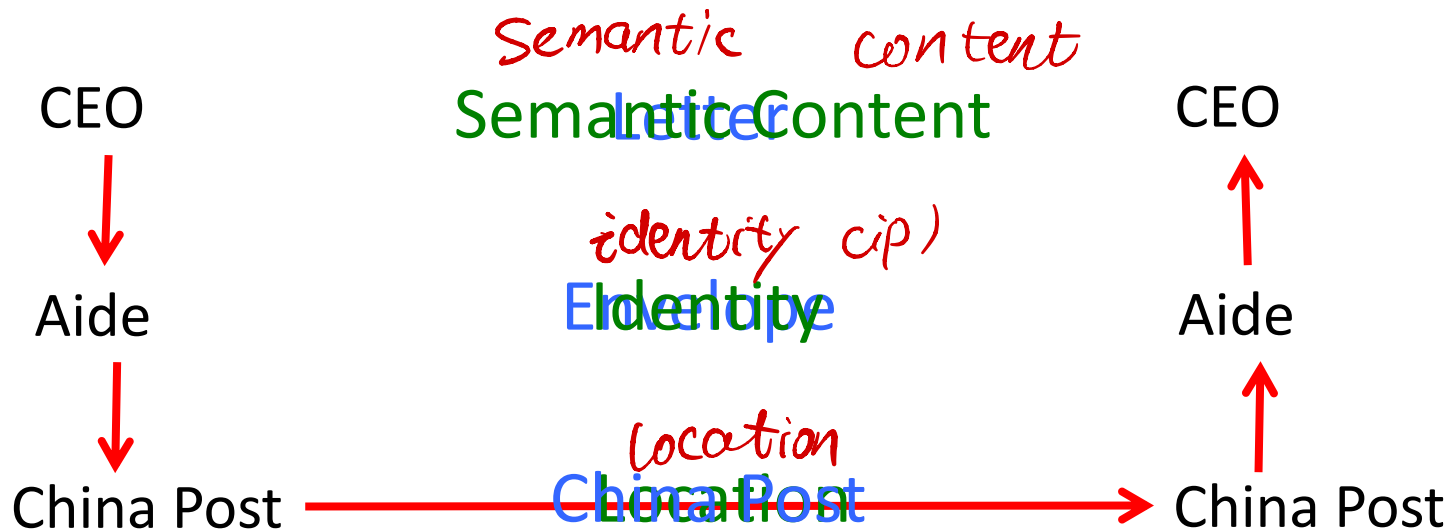 Semantic content
CEO Semantic Content Letter CEO
identity cip)
Aide Envelope Identity Aide
Location
China Post China Post Location China Post